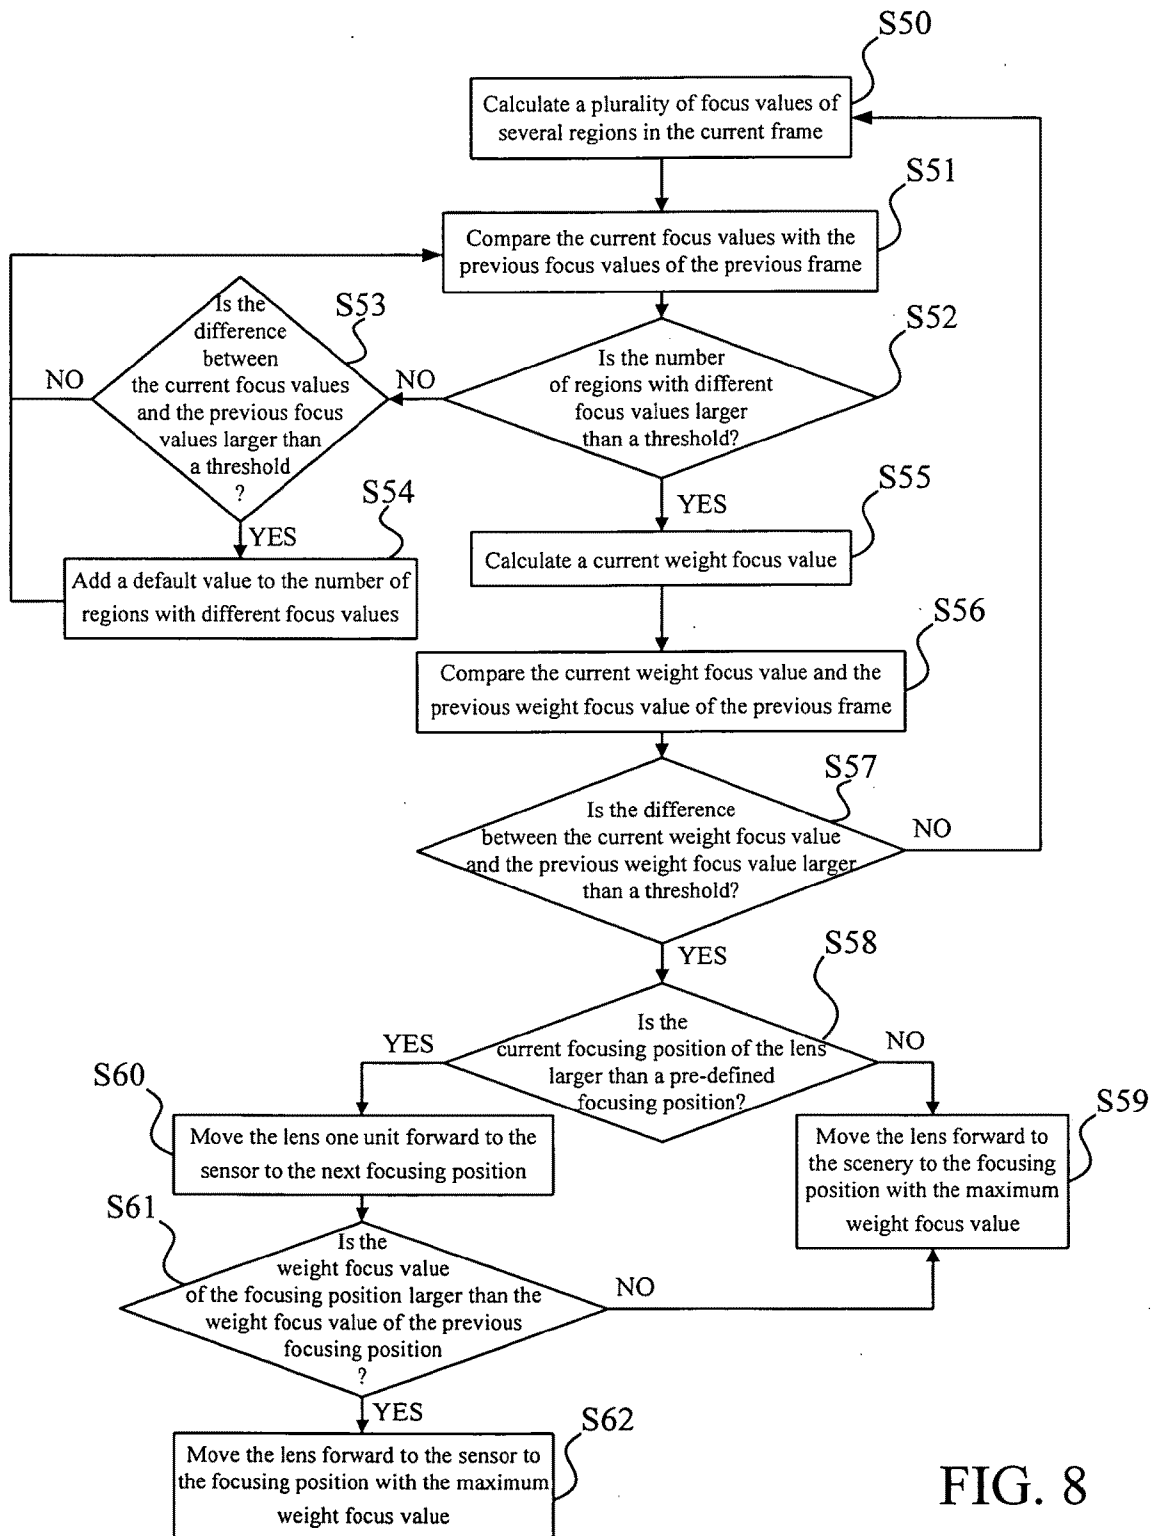 S50
Calculate a plurality of focus values of
several regions in the current frame
S51
Compare the current focus values with the
previous focus values of the previous frame
S52
Is the number
of regions with different
focus values larger
than a threshold?
NO
S53
Is the
difference
between
the current focus values
and the previous focus
values larger than
a threshold
?
NO
YES
S54
Add a default value to the number of
regions with different focus values
YES
S55
Calculate a current weight focus value
S56
Compare the current weight focus value and the
previous weight focus value of the previous frame
S57
Is the difference
between the current weight focus value
and the previous weight focus value larger
than a threshold?
NO
YES
S58
Is the
current focusing position of the lens
larger than a pre-defined
focusing position?
YES
NO
S60
Move the lens one unit forward to the
sensor to the next focusing position
S59
Move the lens forward to
the scenery to the focusing
position with the maximum
weight focus value
S61
Is the
weight focus value
of the focusing position larger than the
weight focus value of the previous
focusing position
?
NO
YES
S62
Move the lens forward to the sensor to
the focusing position with the maximum
weight focus value
FIG. 8